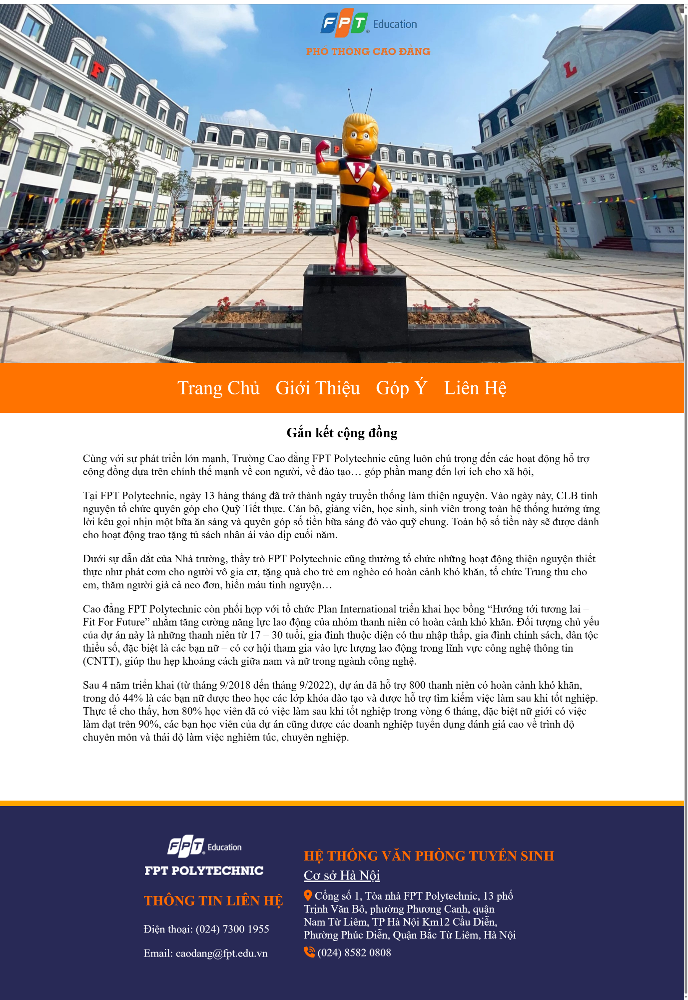 FPT Education
PHỔ THÔNG CAO ĐẲNG
F
L
P
F
Trang Chủ Giới Thiệu Góp Ý Liên Hệ
Gắn kết cộng đồng
Cùng với sự phát triển lớn mạnh, Trường Cao đẳng FPT Polytechnic cũng luôn chú trọng đến các hoạt động hỗ trợ
cộng đồng dựa trên chính thế mạnh về con người, về đào tạo… góp phần mang đến lợi ích cho xã hội,
Tại FPT Polytechnic, ngày 13 hàng tháng đã trở thành ngày truyền thống làm thiện nguyện. Vào ngày này, CLB tình
nguyện tổ chức quyên góp cho Quỹ Tiết thực. Cán bộ, giảng viên, học sinh, sinh viên trong toàn hệ thống hưởng ứng
lời kêu gọi nhịn một bữa ăn sáng và quyên góp số tiền bữa sáng đó vào quỹ chung. Toàn bộ số tiền này sẽ được dành
cho hoạt động trao tặng tủ sách nhân ái vào dịp cuối năm.
Dưới sự dẫn dắt của Nhà trường, thầy trò FPT Polytechnic cũng thường tổ chức những hoạt động thiện nguyện thiết
thực như phát cơm cho người vô gia cư, tặng quà cho trẻ em nghèo có hoàn cảnh khó khăn, tổ chức Trung thu cho
em, thăm người già cả neo đơn, hiến máu tình nguyện…
Cao đẳng FPT Polytechnic còn phối hợp với tổ chức Plan International triển khai học bổng “Hướng tới tương lai –
Fit For Future” nhằm tăng cường năng lực lao động của nhóm thanh niên có hoàn cảnh khó khăn. Đối tượng chủ yếu
của dự án này là những thanh niên từ 17 – 30 tuổi, gia đình thuộc diện có thu nhập thấp, gia đình chính sách, dân tộc
thiểu số, đặc biệt là các bạn nữ – có cơ hội tham gia vào lực lượng lao động trong lĩnh vực công nghệ thông tin
(CNTT), giúp thu hẹp khoảng cách giữa nam và nữ trong ngành công nghệ.
Sau 4 năm triển khai (từ tháng 9/2018 đến tháng 9/2022), dự án đã hỗ trợ 800 thanh niên có hoàn cảnh khó khăn,
trong đó 44% là các bạn nữ được theo học các lớp khóa đào tạo và được hỗ trợ tìm kiếm việc làm sau khi tốt nghiệp.
Thực tế cho thấy, hơn 80% học viên đã có việc làm sau khi tốt nghiệp trong vòng 6 tháng, đặc biệt nữ giới có việc
làm đạt trên 90%, các bạn học viên của dự án cũng được các doanh nghiệp tuyển dụng đánh giá cao về trình độ
chuyên môn và thái độ làm việc nghiêm túc, chuyên nghiệp.
FPT Education
FPT POLYTECHNIC
THÔNG TIN LIÊN HỆ
Điện thoại: (024) 7300 1955
Email: caodang@fpt.edu.vn
HỆ THỐNG VĂN PHÒNG TUYỂN SINH
Cơ sở Hà Nội
Cổng số 1, Tòa nhà FPT Polytechnic, 13 phố
Trịnh Văn Bô, phường Phương Canh, quận
Nam Từ Liêm, TP Hà Nội Km12 Cầu Diễn,
Phường Phúc Diễn, Quận Bắc Từ Liêm, Hà Nội
(024) 8582 0808